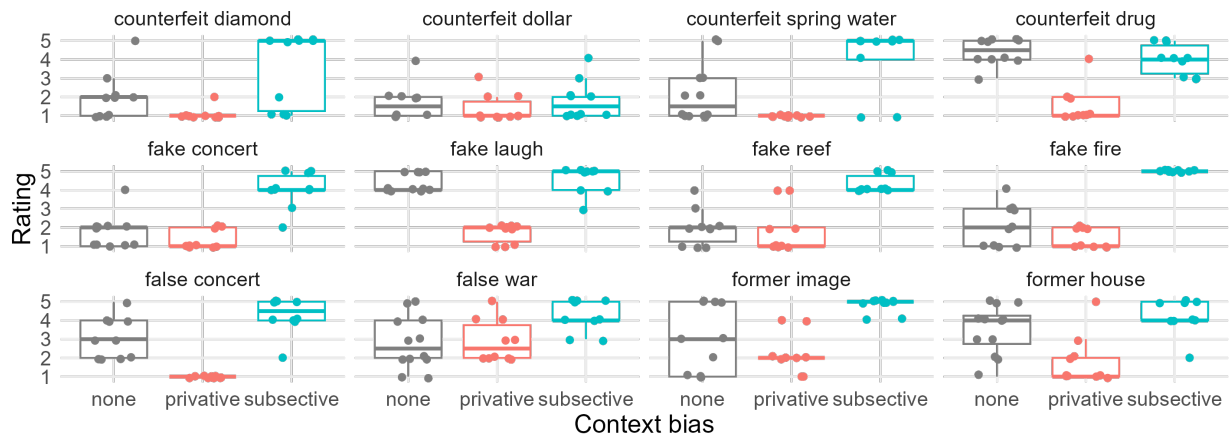 counterfeit diamond counterfeit dollar counterfeit spring water counterfeit drug
5
4
3
2
1
fake concert fake laugh fake reef fake fire
5
4
3
2
1
Rating
false concert false war former image former house
5
4
3
2
1
none privative subsective none privative subsective none privative subsective none privative subsective
Context bias